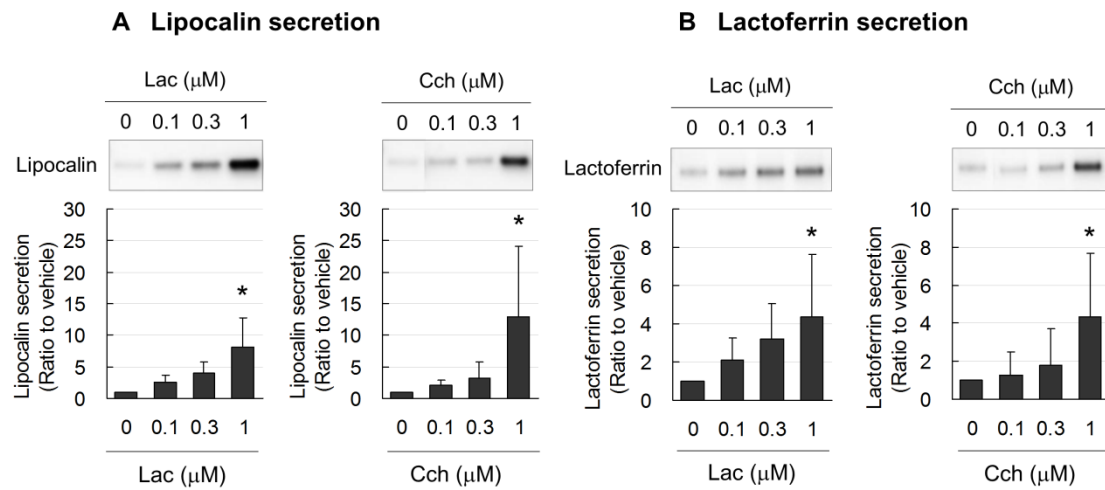 A Lipocalin secretion
Lac (μM)
0 0.1 0.3 1
Lipocalin
30
25
20
15
10
5
0
Lipocalin secretion
(Ratio to vehicle)
*
0 0.1 0.3 1
Lac (μM)
Cch (μM)
0 0.1 0.3 1
30
25
20
15
10
5
0
Lipocalin secretion
(Ratio to vehicle)
*
0 0.1 0.3 1
Cch (μM)
B Lactoferrin secretion
Lac (μM)
0 0.1 0.3 1
Lactoferrin
10
8
6
4
2
0
Lactoferrin secretion
(Ratio to vehicle)
*
0 0.1 0.3 1
Lac (μM)
Cch (μM)
0 0.1 0.3 1
10
8
6
4
2
0
Lactoferrin secretion
(Ratio to vehicle)
*
0 0.1 0.3 1
Cch (μM)